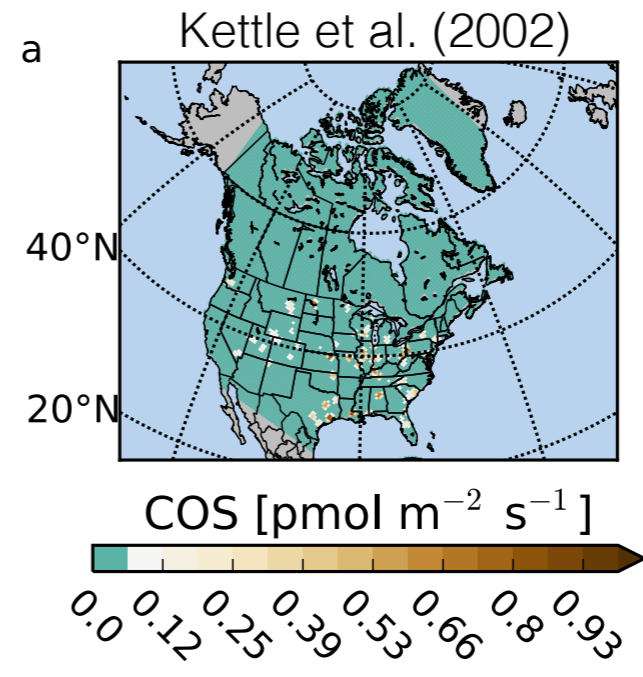 a
Kettle et al. (2002)
40°N
20°N
COS [pmol m⁻² s⁻¹]
0.0 0.12 0.25 0.39 0.53 0.66 0.8 0.93